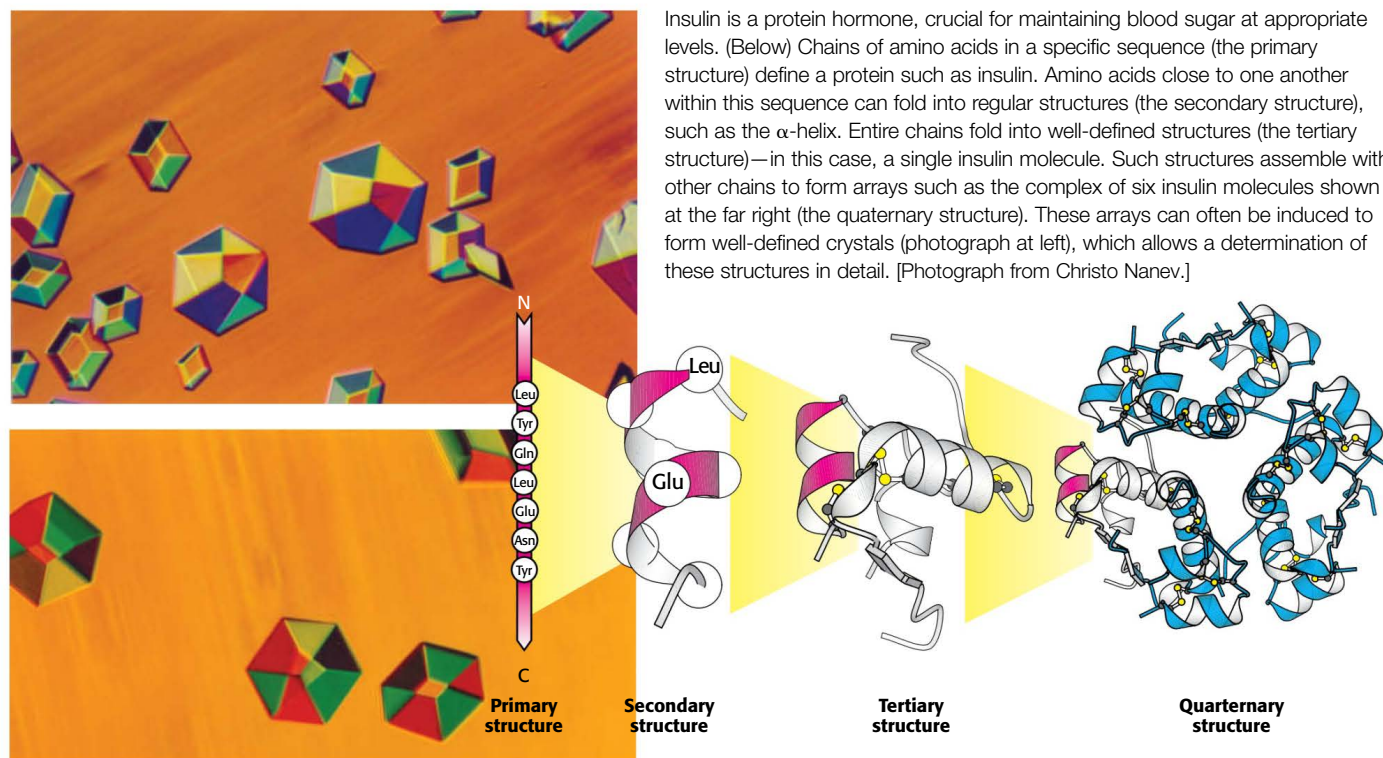 Insulin is a protein hormone, crucial for maintaining blood sugar at appropriate
levels. (Below) Chains of amino acids in a specific sequence (the primary
structure) define a protein such as insulin. Amino acids close to one another
within this sequence can fold into regular structures (the secondary structure),
such as the α-helix. Entire chains fold into well-defined structures (the tertiary
structure)—in this case, a single insulin molecule. Such structures assemble with
other chains to form arrays such as the complex of six insulin molecules shown
at the far right (the quaternary structure). These arrays can often be induced to
form well-defined crystals (photograph at left), which allows a determination of
these structures in detail. [Photograph from Christo Nanev.]
N
Leu
Tyr
Gln
Leu
Glu
Asn
Tyr
C
Leu
Glu
Primary
structure
Secondary
structure
Tertiary
structure
Quarternary
structure